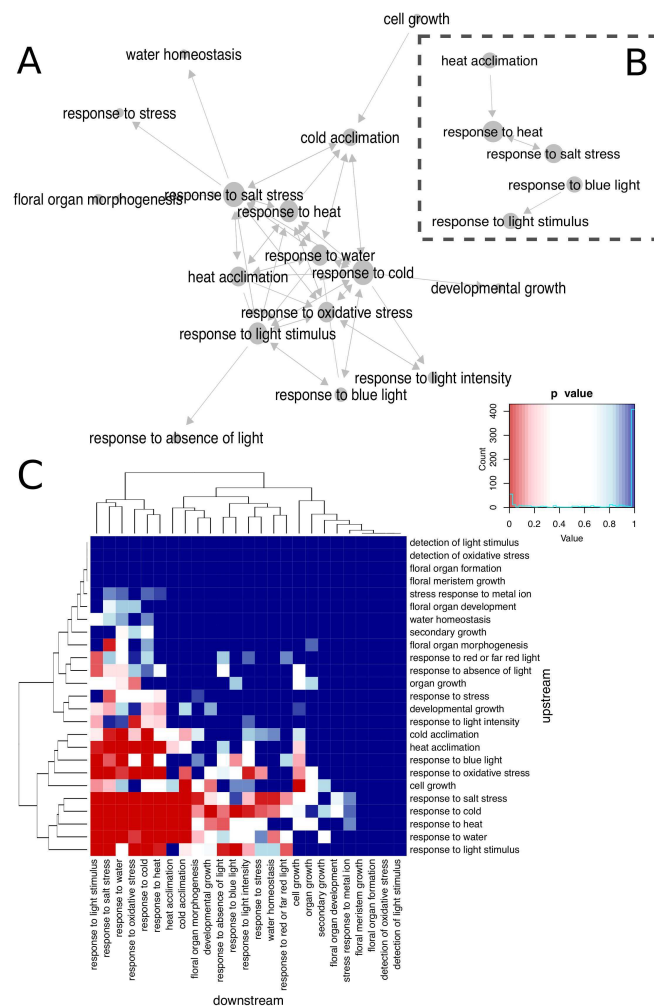 A
cell growth
water homeostasis
B
heat acclimation
response to stress
cold acclimation
response to heat
response to salt stress
response to blue light
response to light stimulus
floral organ morphogenesis
response to salt stress
response to heat
response to water
heat acclimation
response to cold
developmental growth
response to oxidative stress
response to light stimulus
response to light intensity
response to blue light
response to absence of light
p value
Count
0 100 200 300 400
0 0.2 0.4 0.6 0.8 1
Value
C
detection of light stimulus
detection of oxidative stress
floral organ formation
floral meristem growth
stress response to metal ion
floral organ development
water homeostasis
secondary growth
floral organ morphogenesis
response to red or far red light
response to absence of light
organ growth
response to stress
developmental growth
response to light intensity
cold acclimation
heat acclimation
response to blue light
response to oxidative stress
cell growth
response to salt stress
response to cold
response to heat
response to water
response to light stimulus
upstream
response to light stimulus
response to salt stress
response to water
response to oxidative stress
response to cold
response to heat
heat acclimation
cold acclimation
floral organ morphogenesis
developmental growth
response to absence of light
response to blue light
response to light intensity
response to stress
water homeostasis
response to red or far red light
cell growth
organ growth
secondary growth
floral organ development
stress response to metal ion
floral meristem growth
floral organ formation
detection of oxidative stress
detection of light stimulus
downstream